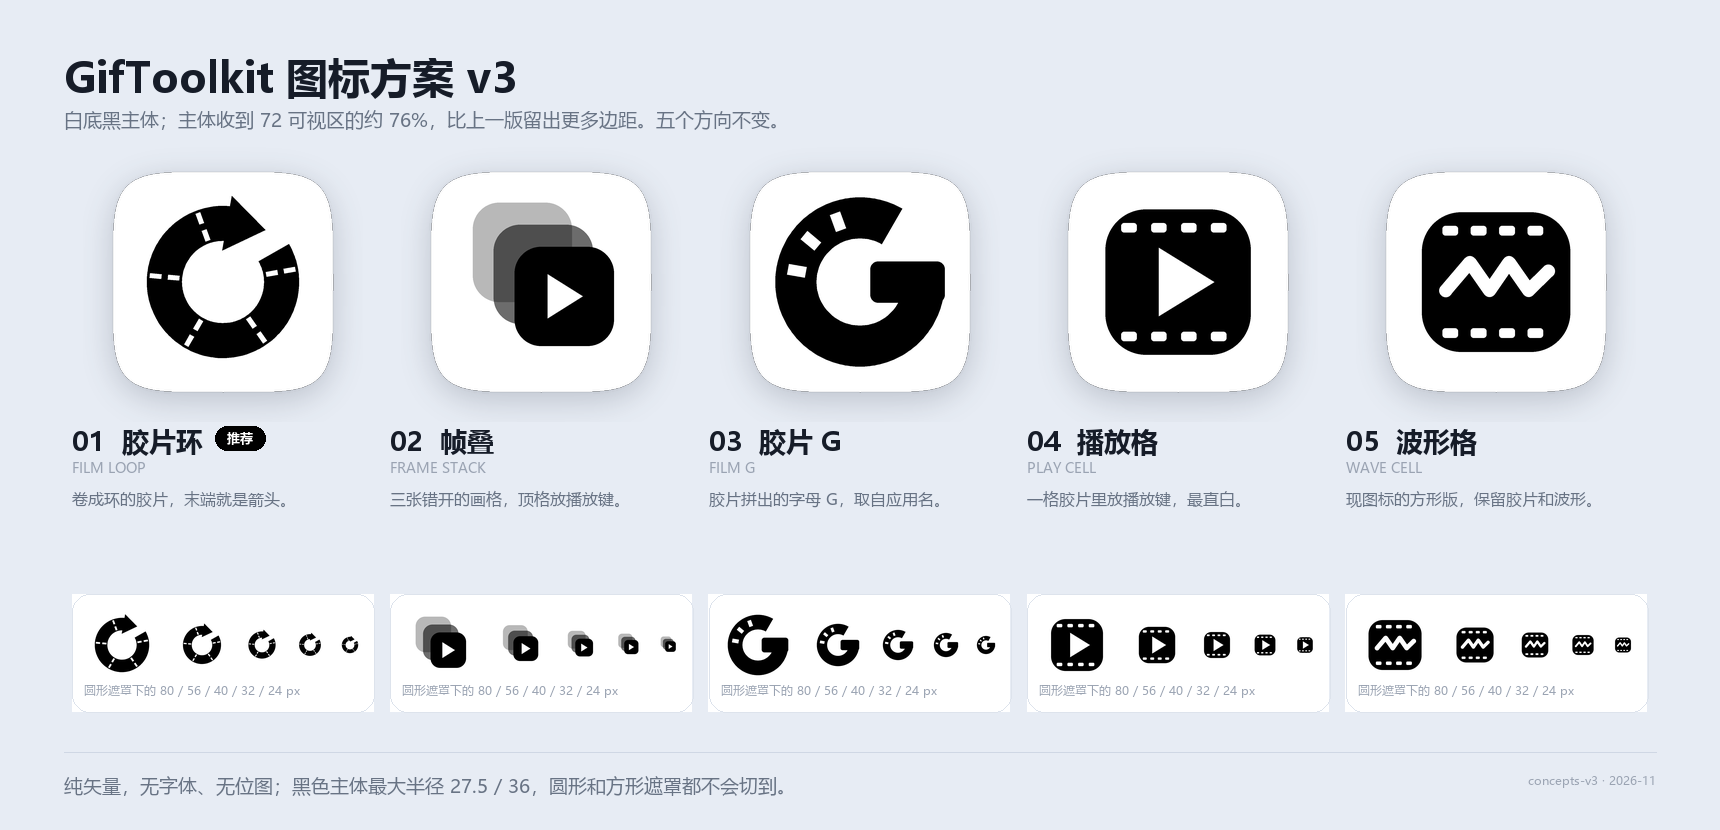 GifToolkit 图标方案 v3
白底黑主体；主体收到 72 可视区的约 76%，比上一版留出更多边距。五个方向不变。
01 胶片环 推荐
FILM LOOP
卷成环的胶片，末端就是箭头。
02 帧叠
FRAME STACK
三张错开的画格，顶格放播放键。
03 胶片 G
FILM G
胶片拼出的字母 G，取自应用名。
04 播放格
PLAY CELL
一格胶片里放播放键，最直白。
05 波形格
WAVE CELL
现图标的方形版，保留胶片和波形。
圆形遮罩下的 80 / 56 / 40 / 32 / 24 px
圆形遮罩下的 80 / 56 / 40 / 32 / 24 px
圆形遮罩下的 80 / 56 / 40 / 32 / 24 px
圆形遮罩下的 80 / 56 / 40 / 32 / 24 px
圆形遮罩下的 80 / 56 / 40 / 32 / 24 px
纯矢量，无字体、无位图；黑色主体最大半径 27.5 / 36，圆形和方形遮罩都不会切到。
concepts-v3 · 2026-11